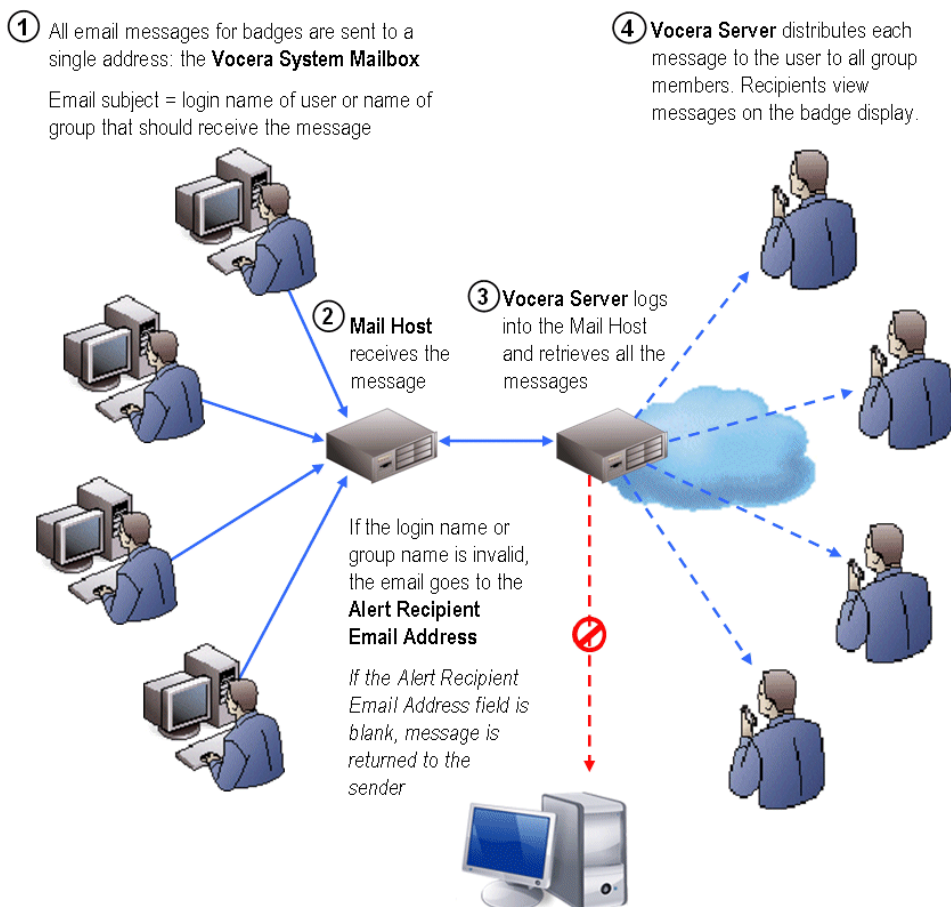 1 All email messages for badges are sent to a
single address: the Vocera System Mailbox
Email subject = login name of user or name of
group that should receive the message
2 Mail Host
receives the
message
3 Vocera Server logs
into the Mail Host
and retrieves all the
messages
4 Vocera Server distributes each
message to the user to all group
members. Recipients view
messages on the badge display.
If the login name or
group name is invalid,
the email goes to the
Alert Recipient
Email Address
If the Alert Recipient
Email Address field is
blank, message is
returned to the
sender